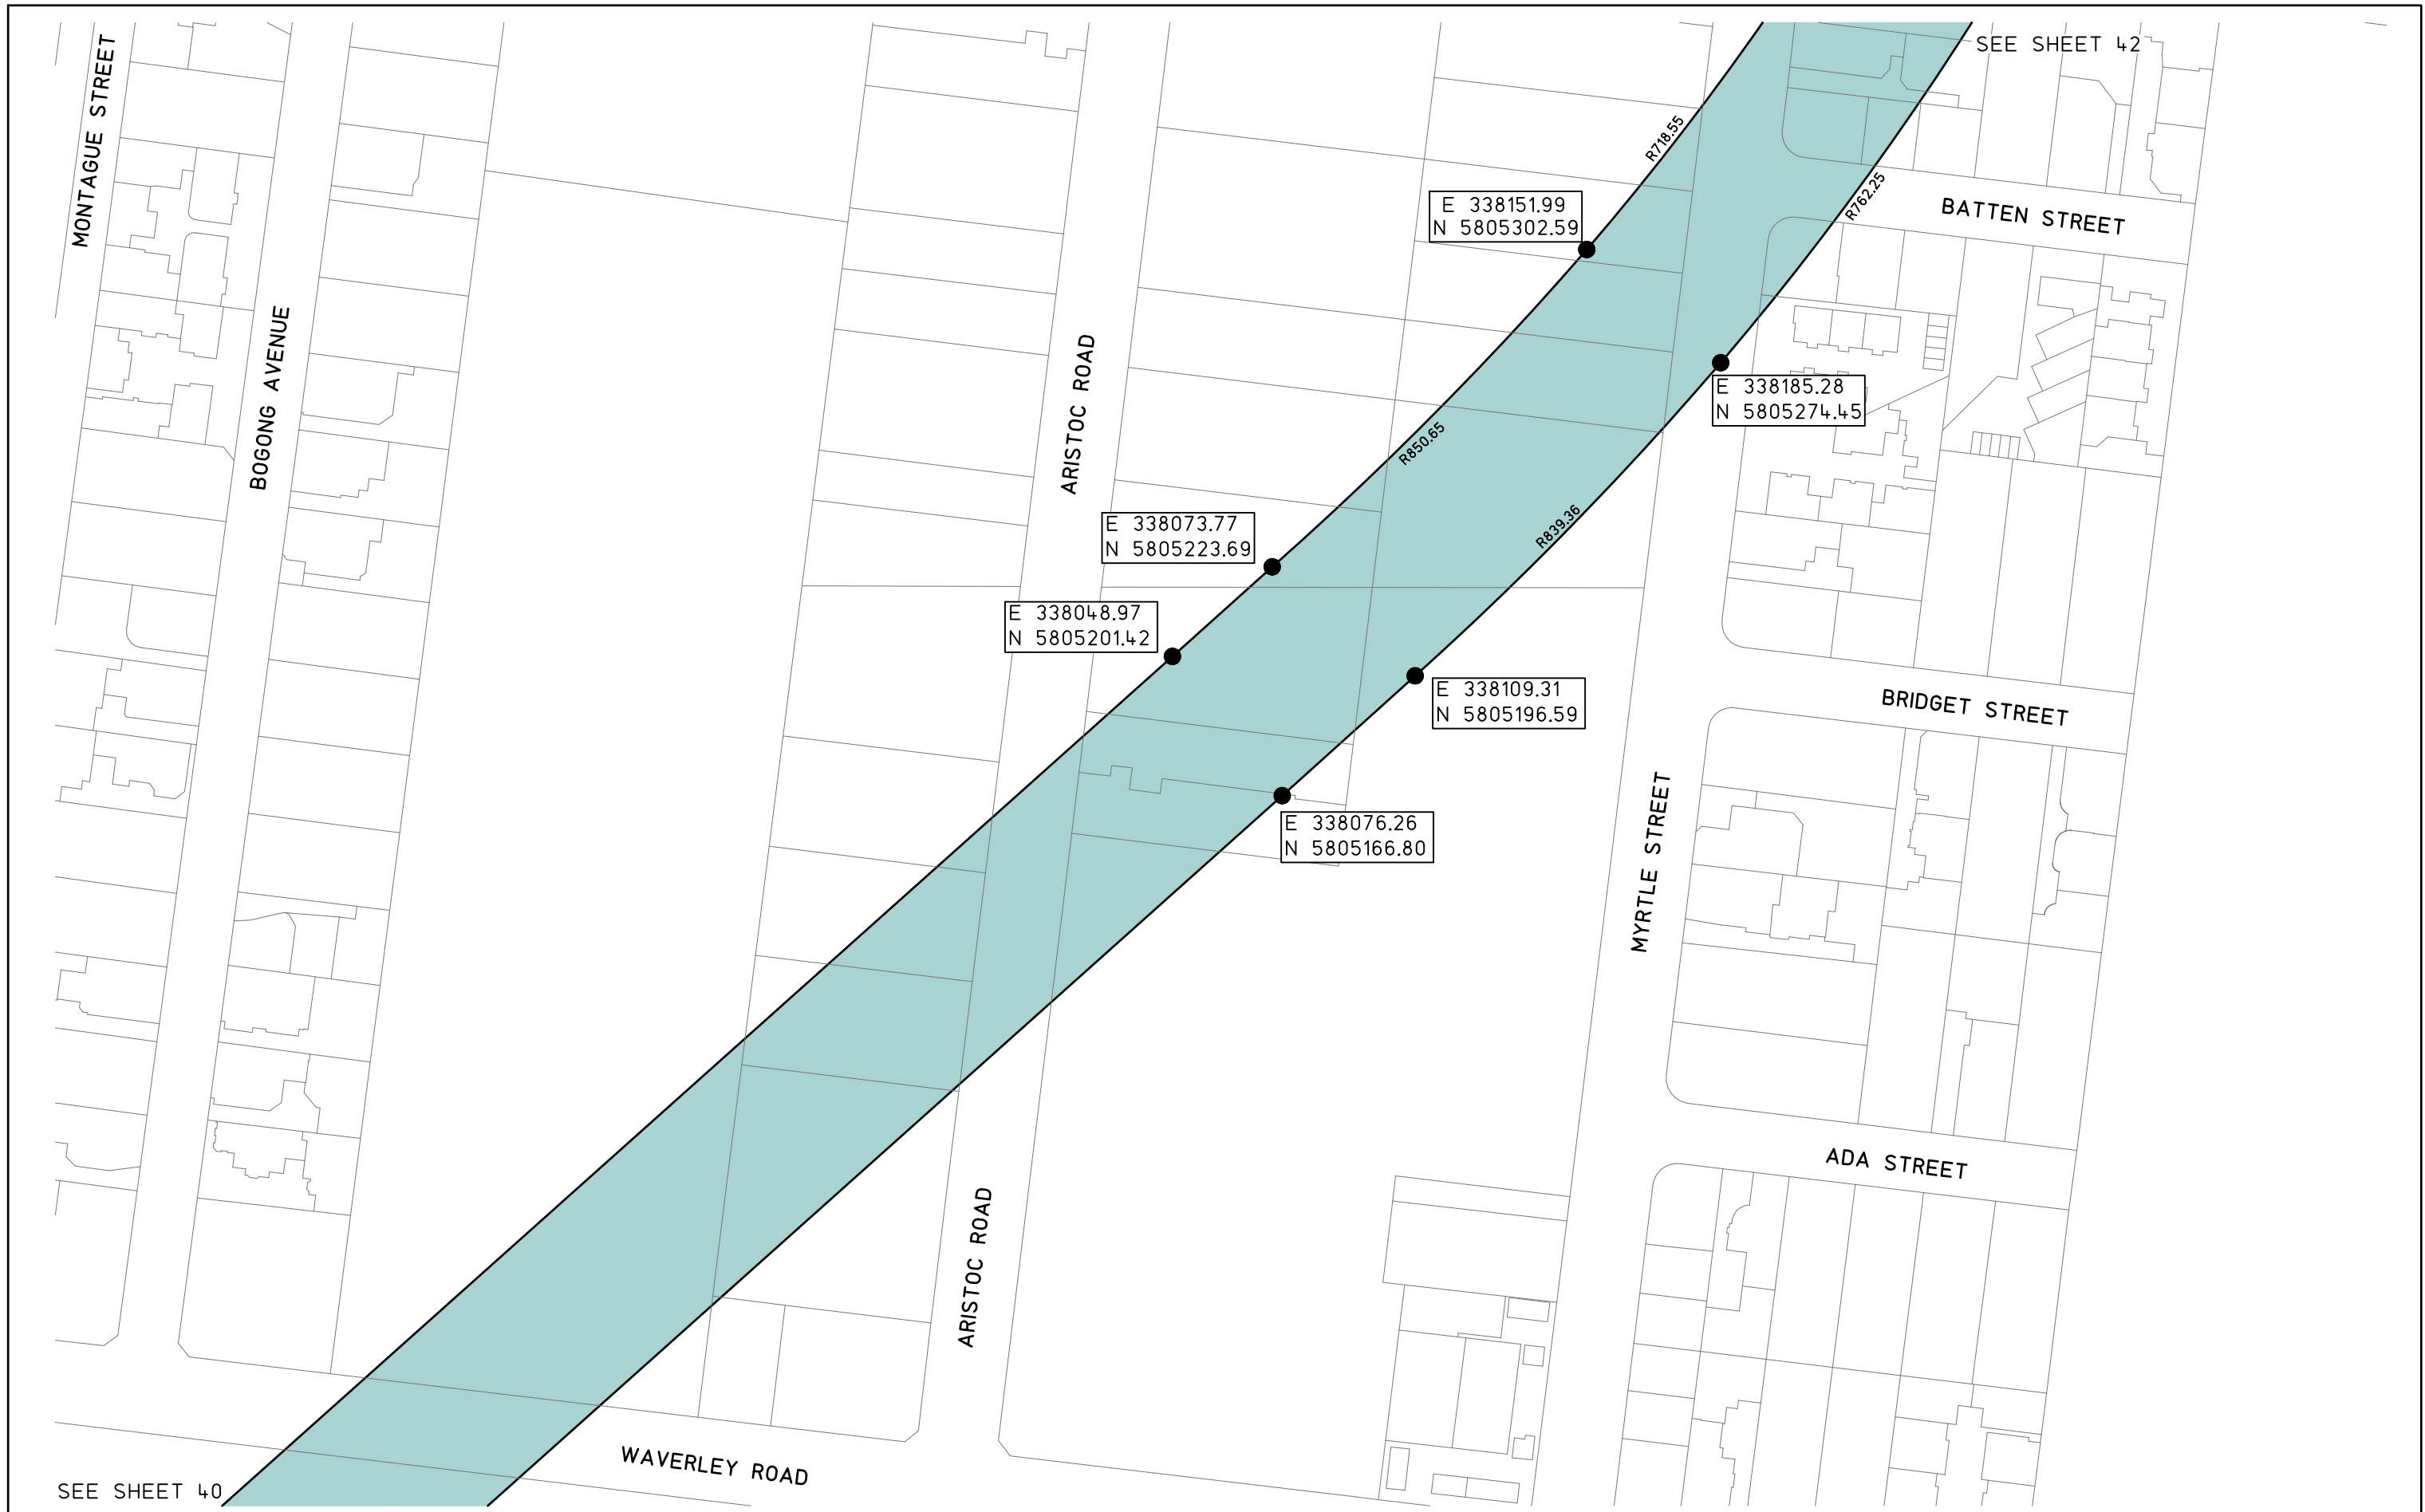 SEE SHEET 42
MONTAGUE STREET
R718.55
R762.25
E 338151.99
N 5805302.59
BATTEN STREET
BOGONG AVENUE
ARISTOC ROAD
E 338185.28
N 5805274.45
R850.65
R839.36
E 338073.77
N 5805223.69
E 338048.97
N 5805201.42
E 338109.31
N 5805196.59
BRIDGET STREET
E 338076.26
N 5805166.80
MYRTLE STREET
ADA STREET
ARISTOC ROAD
WAVERLEY ROAD
SEE SHEET 40